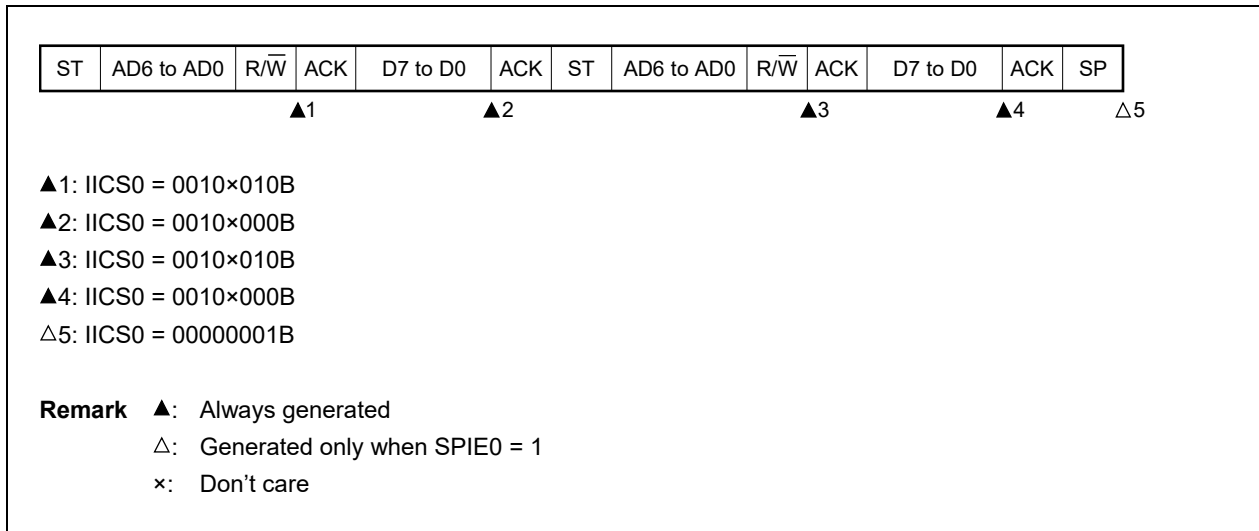 ST AD6 to AD0 R/W̅ ACK D7 to D0 ACK ST AD6 to AD0 R/W̅ ACK D7 to D0 ACK SP
▲1 ▲2 ▲3 ▲4 △5
▲1: IICS0 = 0010×010B
▲2: IICS0 = 0010×000B
▲3: IICS0 = 0010×010B
▲4: IICS0 = 0010×000B
△5: IICS0 = 00000001B
Remark ▲: Always generated
△: Generated only when SPIE0 = 1
×: Don't care